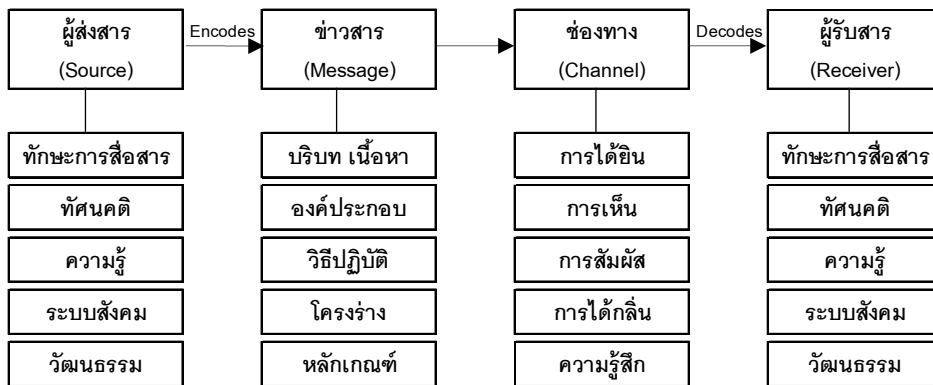 ผู้ส่งสาร
(Source)
Encodes
ข่าวสาร
(Message)
ช่องทาง
(Channel)
Decodes
ผู้รับสาร
(Receiver)
ทักษะการสื่อสาร
ทัศนคติ
ความรู้
ระบบสังคม
วัฒนธรรม
บริบท เนื้อหา
องค์ประกอบ
วิธีปฏิบัติ
โครงร่าง
หลักเกณฑ์
การได้ยิน
การเห็น
การสัมผัส
การได้กลิ่น
ความรู้สึก
ทักษะการสื่อสาร
ทัศนคติ
ความรู้
ระบบสังคม
วัฒนธรรม